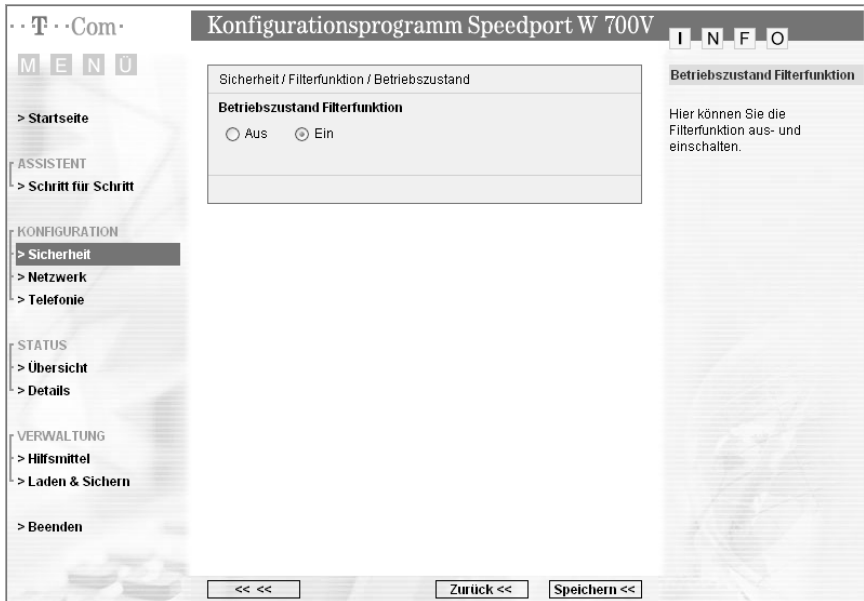 ··T··Com·
Konfigurationsprogramm Speedport W 700V
INFO
MENÜ
> Startseite
ASSISTENT
> Schritt für Schritt
KONFIGURATION
> Sicherheit
> Netzwerk
> Telefonie
STATUS
> Übersicht
> Details
VERWALTUNG
> Hilfsmittel
> Laden & Sichern
> Beenden
Sicherheit / Filterfunktion / Betriebszustand
Betriebszustand Filterfunktion
Aus Ein
<< <<
Zurück <<
Speichern <<
Betriebszustand Filterfunktion
Hier können Sie die
Filterfunktion aus- und
einschalten.